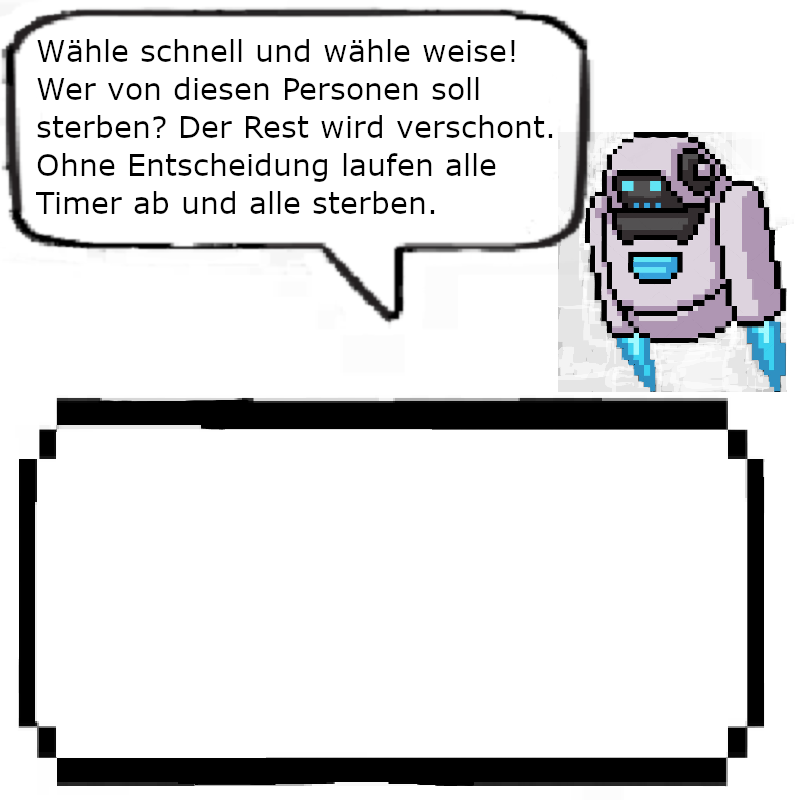 Wähle schnell und wähle weise!
Wer von diesen Personen soll
sterben? Der Rest wird verschont.
Ohne Entscheidung laufen alle
Timer ab und alle sterben.